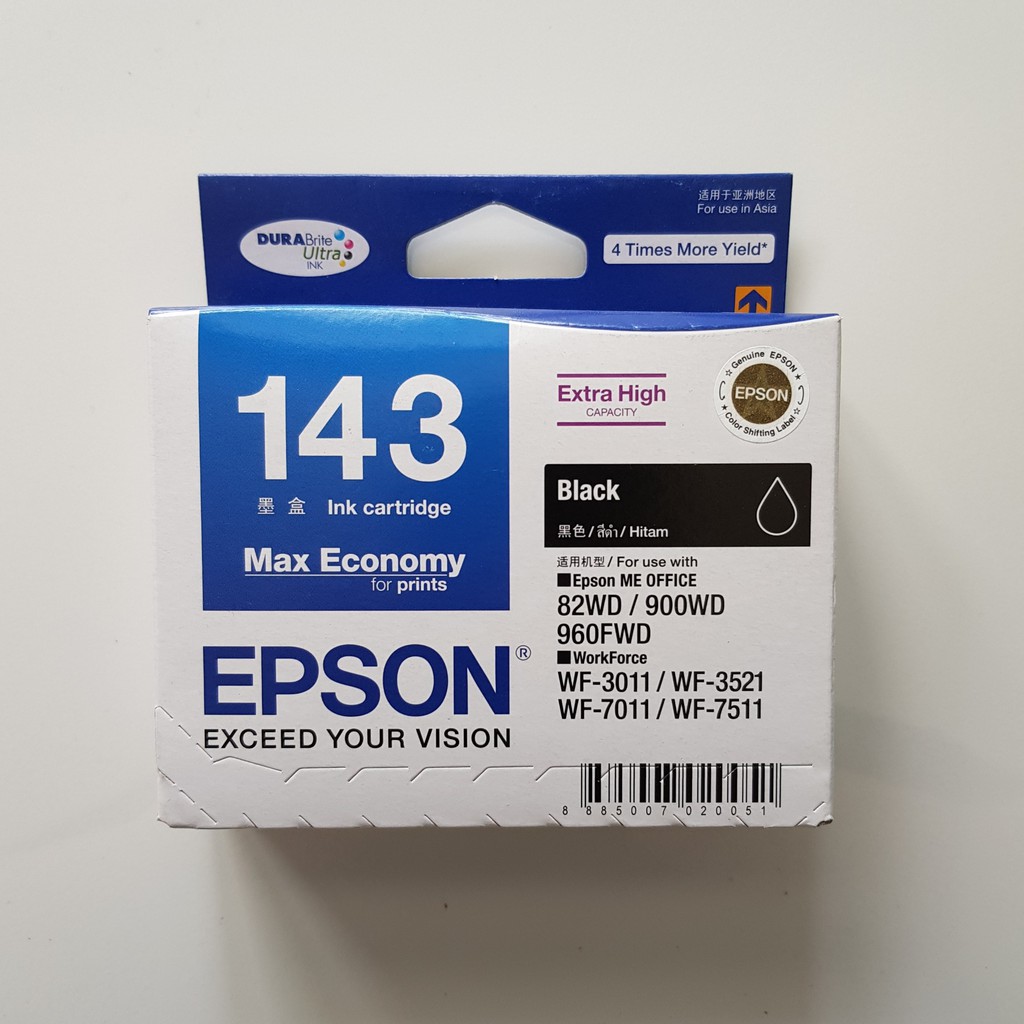 适用于亚洲地区
For use in Asia
DURABrite
Ultra
INK
4 Times More Yield*
143
墨盒 Ink cartridge
Max Economy
for prints
EPSON®
EXCEED YOUR VISION
Extra High
CAPACITY
☆ Genuine EPSON ★
EPSON
★ Color Shifting Label ☆
Black
黑色 / สีดำ / Hitam
适用机型 / For use with
■Epson ME OFFICE
82WD / 900WD
960FWD
■WorkForce
WF-3011 / WF-3521
WF-7011 / WF-7511
8 885007 020051